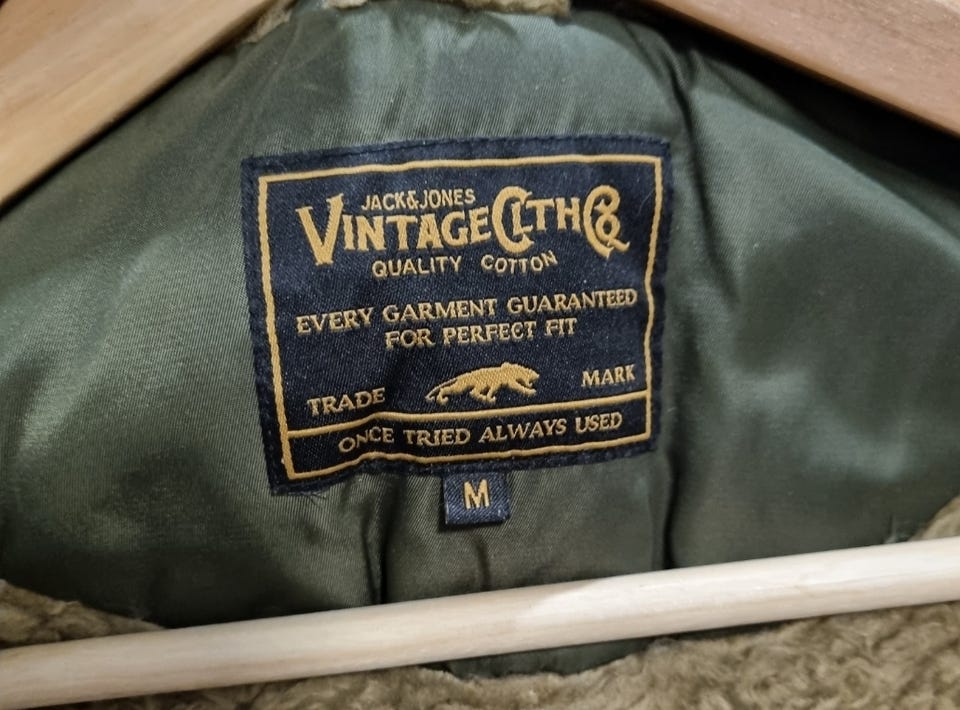 JACK&JONES
VINTAGE CLTH Co
QUALITY COTTON
EVERY GARMENT GUARANTEED
FOR PERFECT FIT
TRADE MARK
ONCE TRIED ALWAYS USED
M